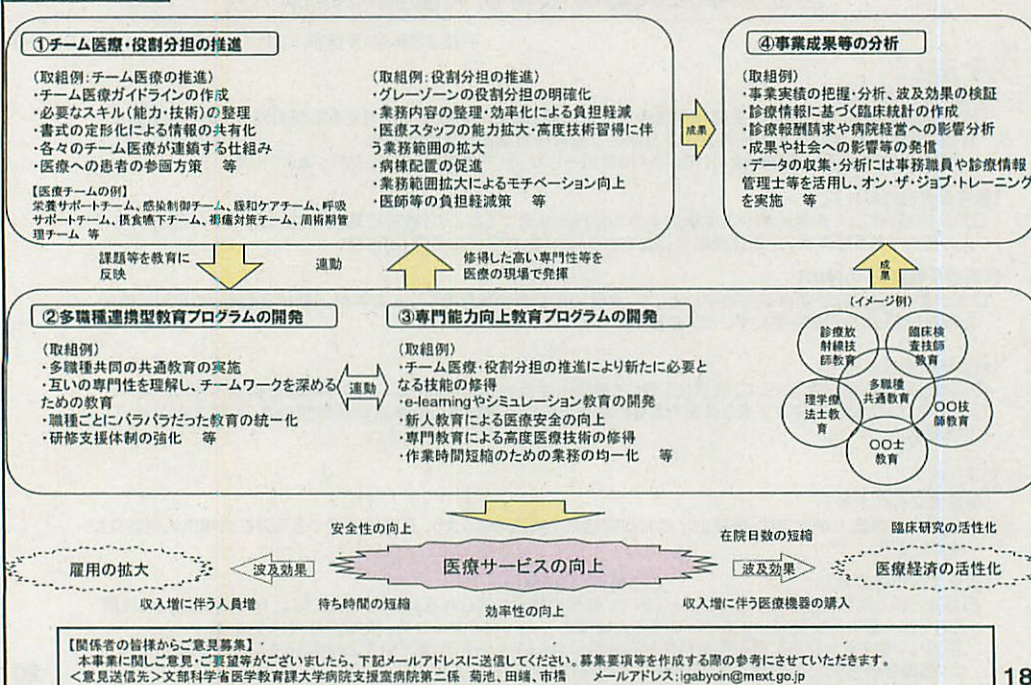 ①チーム医療・役割分担の推進
(取組例:チーム医療の推進)
・チーム医療ガイドラインの作成
・必要なスキル(能力・技術)の整理
・書式の定形化による情報の共有化
・各々のチーム医療が連鎖する仕組み
・医療への患者の参画方策　等
【医療チームの例】
栄養サポートチーム、感染制御チーム、緩和ケアチーム、呼吸
サポートチーム、摂食嚥下チーム、褥瘡対策チーム、周術期管
理チーム 等
(取組例:役割分担の推進)
・グレーゾーンの役割分担の明確化
・業務内容の整理・効率化による負担軽減
・医療スタッフの能力拡大・高度技術習得に伴
う業務範囲の拡大
・病棟配置の促進
・業務範囲拡大によるモチベーション向上
・医師等の負担軽減策　等
成果
④事業成果等の分析
(取組例)
・事業実績の把握・分析、波及効果の検証
・診療情報に基づく臨床統計の作成
・診療報酬請求や病院経営への影響分析
・成果や社会への影響等の発信
・データの収集・分析には事務職員や診療情報
管理士等を活用し、オン・ザ・ジョブ・トレーニング
を実施　等
課題等を教育に
反映
連動
修得した高い専門性等を
医療の現場で発揮
成
果
②多職種連携型教育プログラムの開発
(取組例)
・多職種共同の共通教育の実施
・互いの専門性を理解し、チームワークを深める
ための教育
・職種ごとにバラバラだった教育の統一化
・研修支援体制の強化　等
連動
③専門能力向上教育プログラムの開発
(取組例)
・チーム医療・役割分担の推進により新たに必要と
なる技能の修得
・e-learningやシミュレーション教育の開発
・新人教育による医療安全の向上
・専門教育による高度医療技術の修得
・作業時間短縮のための業務の均一化　等
(イメージ例)
診療放
射線技
師教育
臨床検
査技師
教育
多職種
共通教育
理学療
法士教
育
〇〇技
師教育
〇〇士
教育
安全性の向上
在院日数の短縮
臨床研究の活性化
雇用の拡大
波及効果
医療サービスの向上
波及効果
医療経済の活性化
収入増に伴う人員増
待ち時間の短縮
効率性の向上
収入増に伴う医療機器の購入
【関係者の皆様からご意見募集】
本事業に関しご意見・ご要望等がございましたら、下記メールアドレスに送信してください。募集要項等を作成する際の参考にさせていただきます。
<意見送信先>文部科学省医学教育課大学病院支援室病院第二係　菊池、田端、市橋　　メールアドレス:igabyoin@mext.go.jp
18